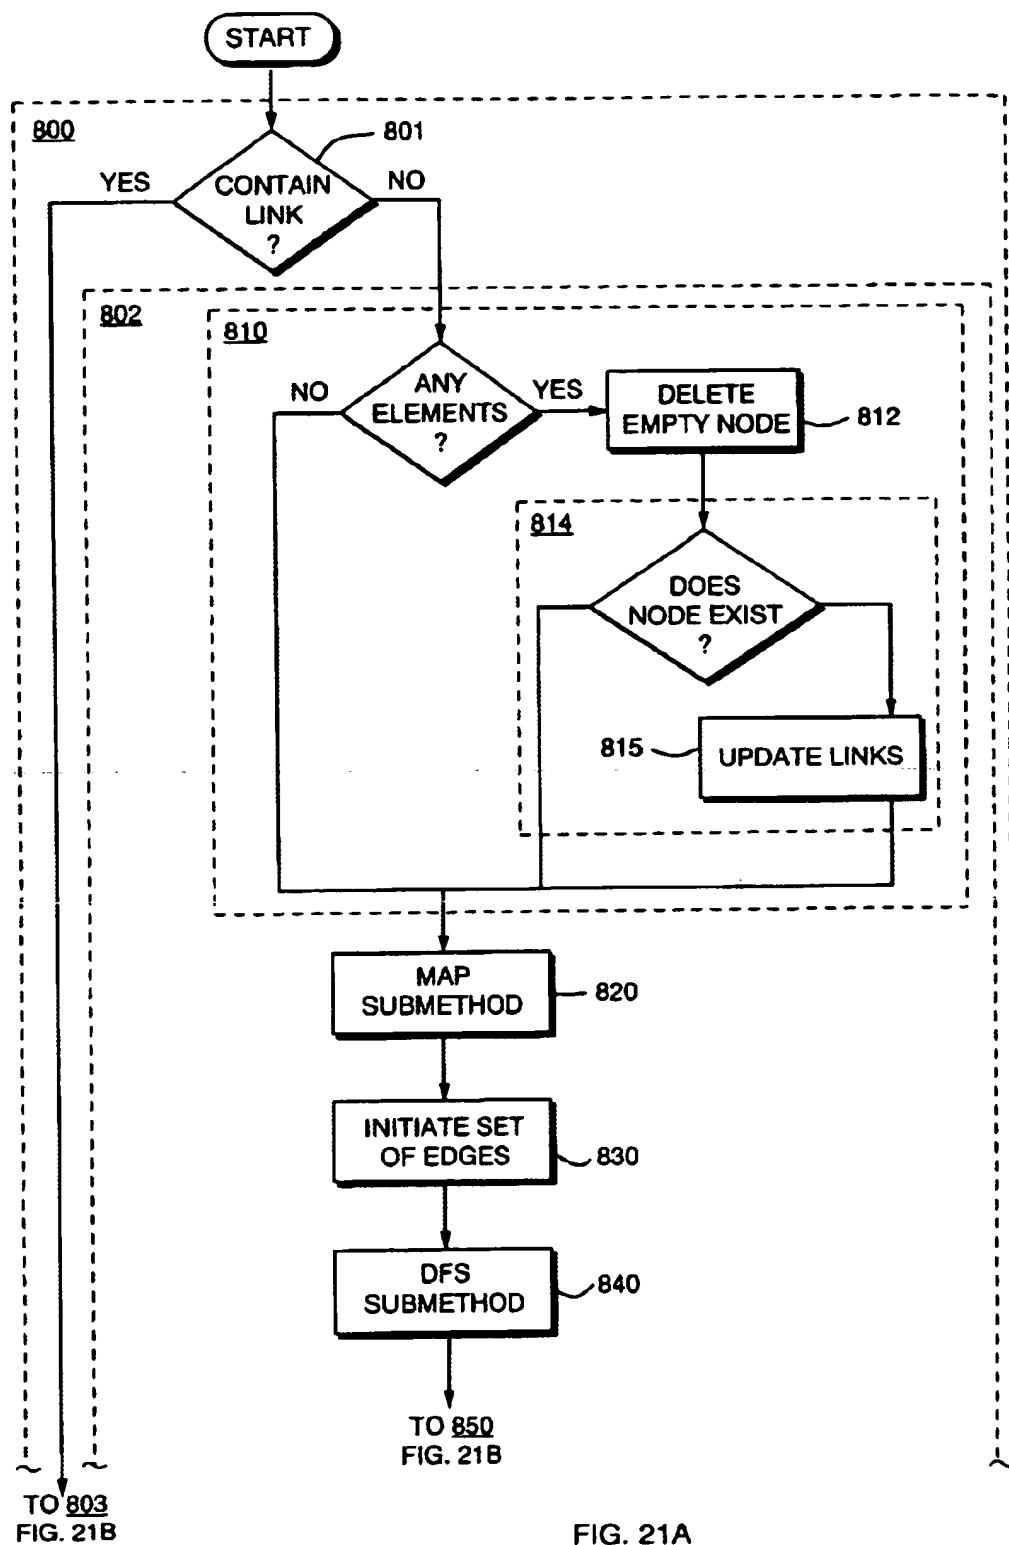 START
800
801
YES
NO
CONTAIN
LINK
?
802
810
NO
ANY
ELEMENTS
?
YES
DELETE
EMPTY NODE
812
814
DOES
NODE EXIST
?
815
UPDATE LINKS
MAP
SUBMETHOD
820
INITIATE SET
OF EDGES
830
DFS
SUBMETHOD
840
TO 850
FIG. 21B
TO 803
FIG. 21B
FIG. 21A